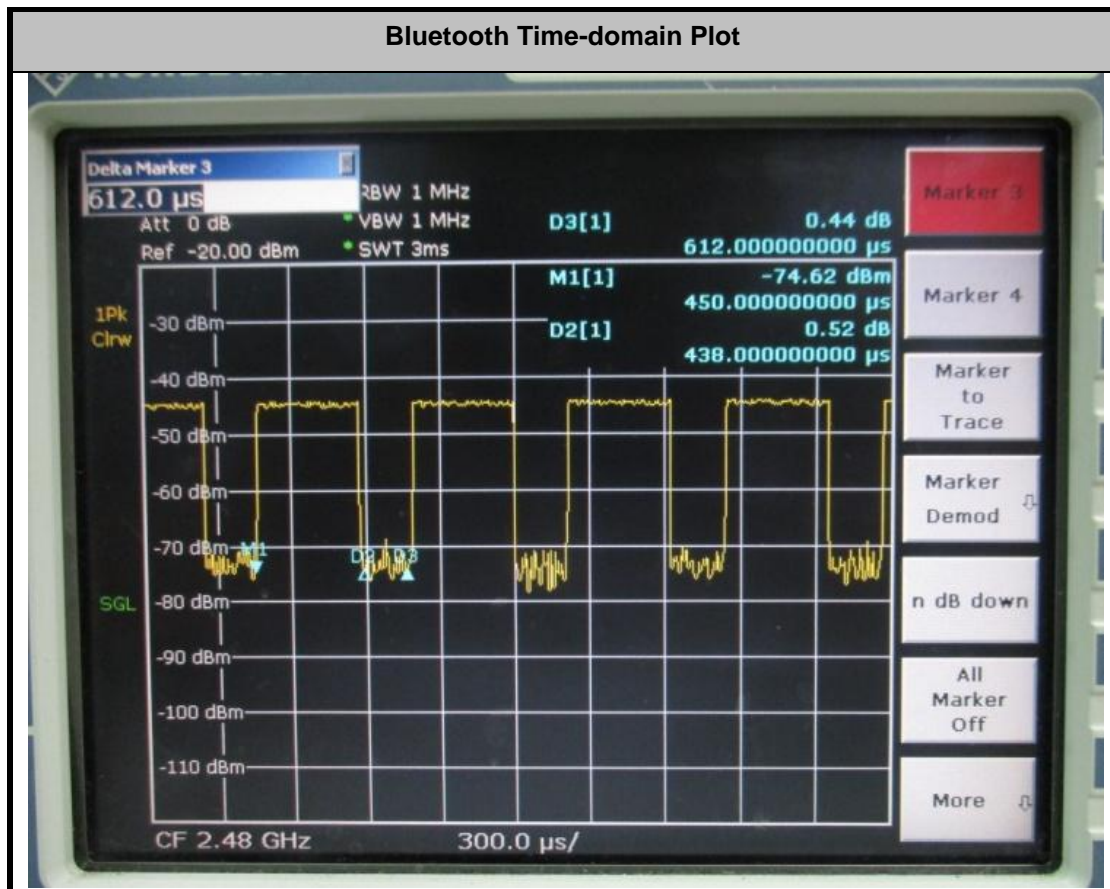 Bluetooth Time-domain Plot
Delta Marker 3
612.0 µs
RBW 1 MHz
Att 0 dB
VBW 1 MHz
Ref -20.00 dBm
SWT 3ms
D3[1] 0.44 dB
612.000000000 µs
M1[1] -74.62 dBm
450.000000000 µs
D2[1] 0.52 dB
438.000000000 µs
1Pk
Clrw
SGL
-30 dBm
-40 dBm
-50 dBm
-60 dBm
-70 dBm
-80 dBm
-90 dBm
-100 dBm
-110 dBm
M1
D2
D3
CF 2.48 GHz
300.0 µs/
Marker 3
Marker 4
Marker
to
Trace
Marker
Demod
n dB down
All
Marker
Off
More